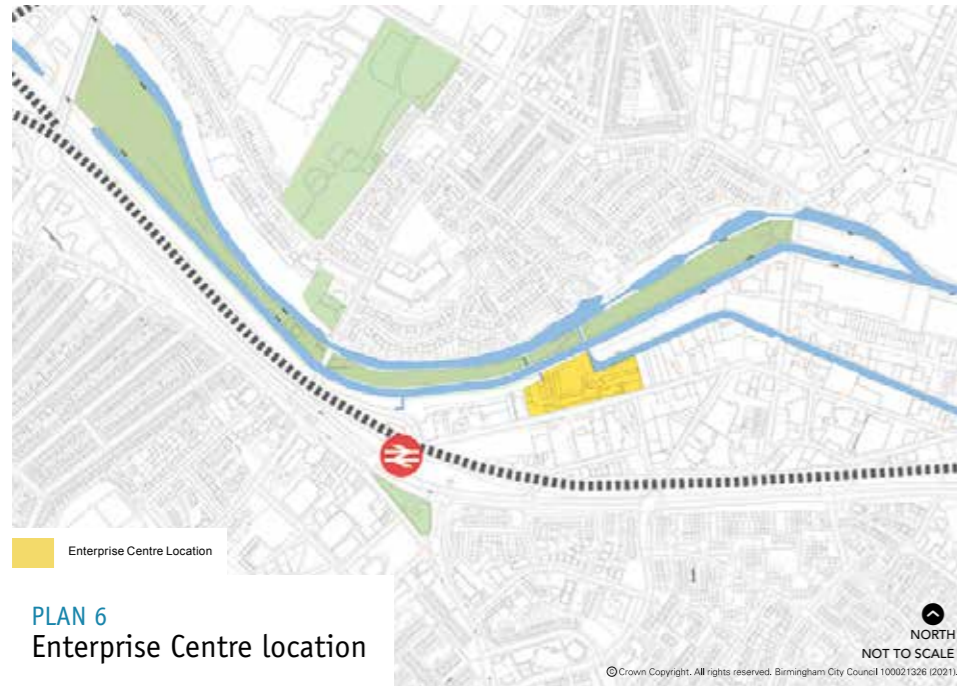 Enterprise Centre Location
PLAN 6
Enterprise Centre location
NORTH
NOT TO SCALE
© Crown Copyright. All rights reserved. Birmingham City Council 100021326 (2021).